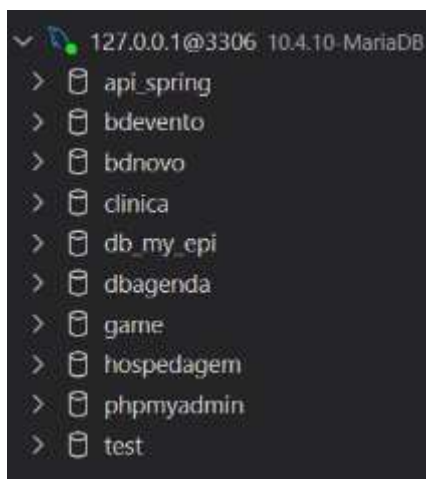 127.0.0.1@3306 10.4.10-MariaDB
api_spring
bdevento
bdnovo
clinica
db_my_epi
dbagenda
game
hospedagem
phpmyadmin
test